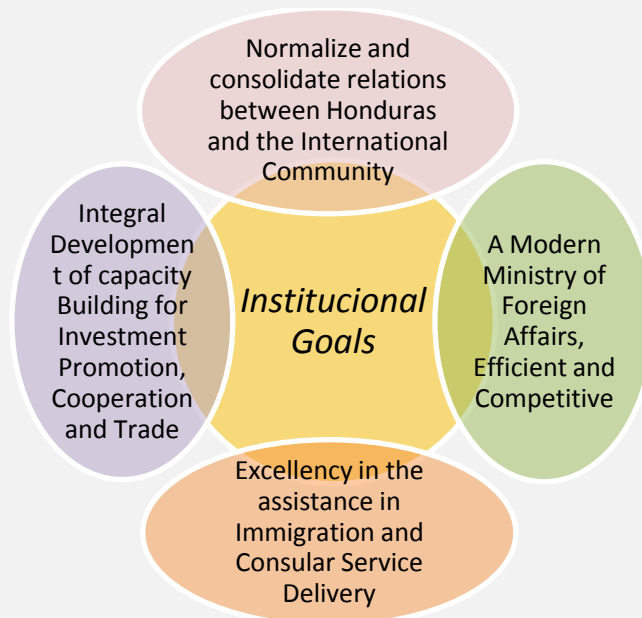 Normalize and
consolidate relations
between Honduras
and the International
Community
Integral
Developmen
t of capacity
Building for
Investment
Promotion,
Cooperation
and Trade
Institucional
Goals
A Modern
Ministry of
Foreign
Affairs,
Efficient and
Competitive
Excellency in the
assistance in
Immigration and
Consular Service
Delivery